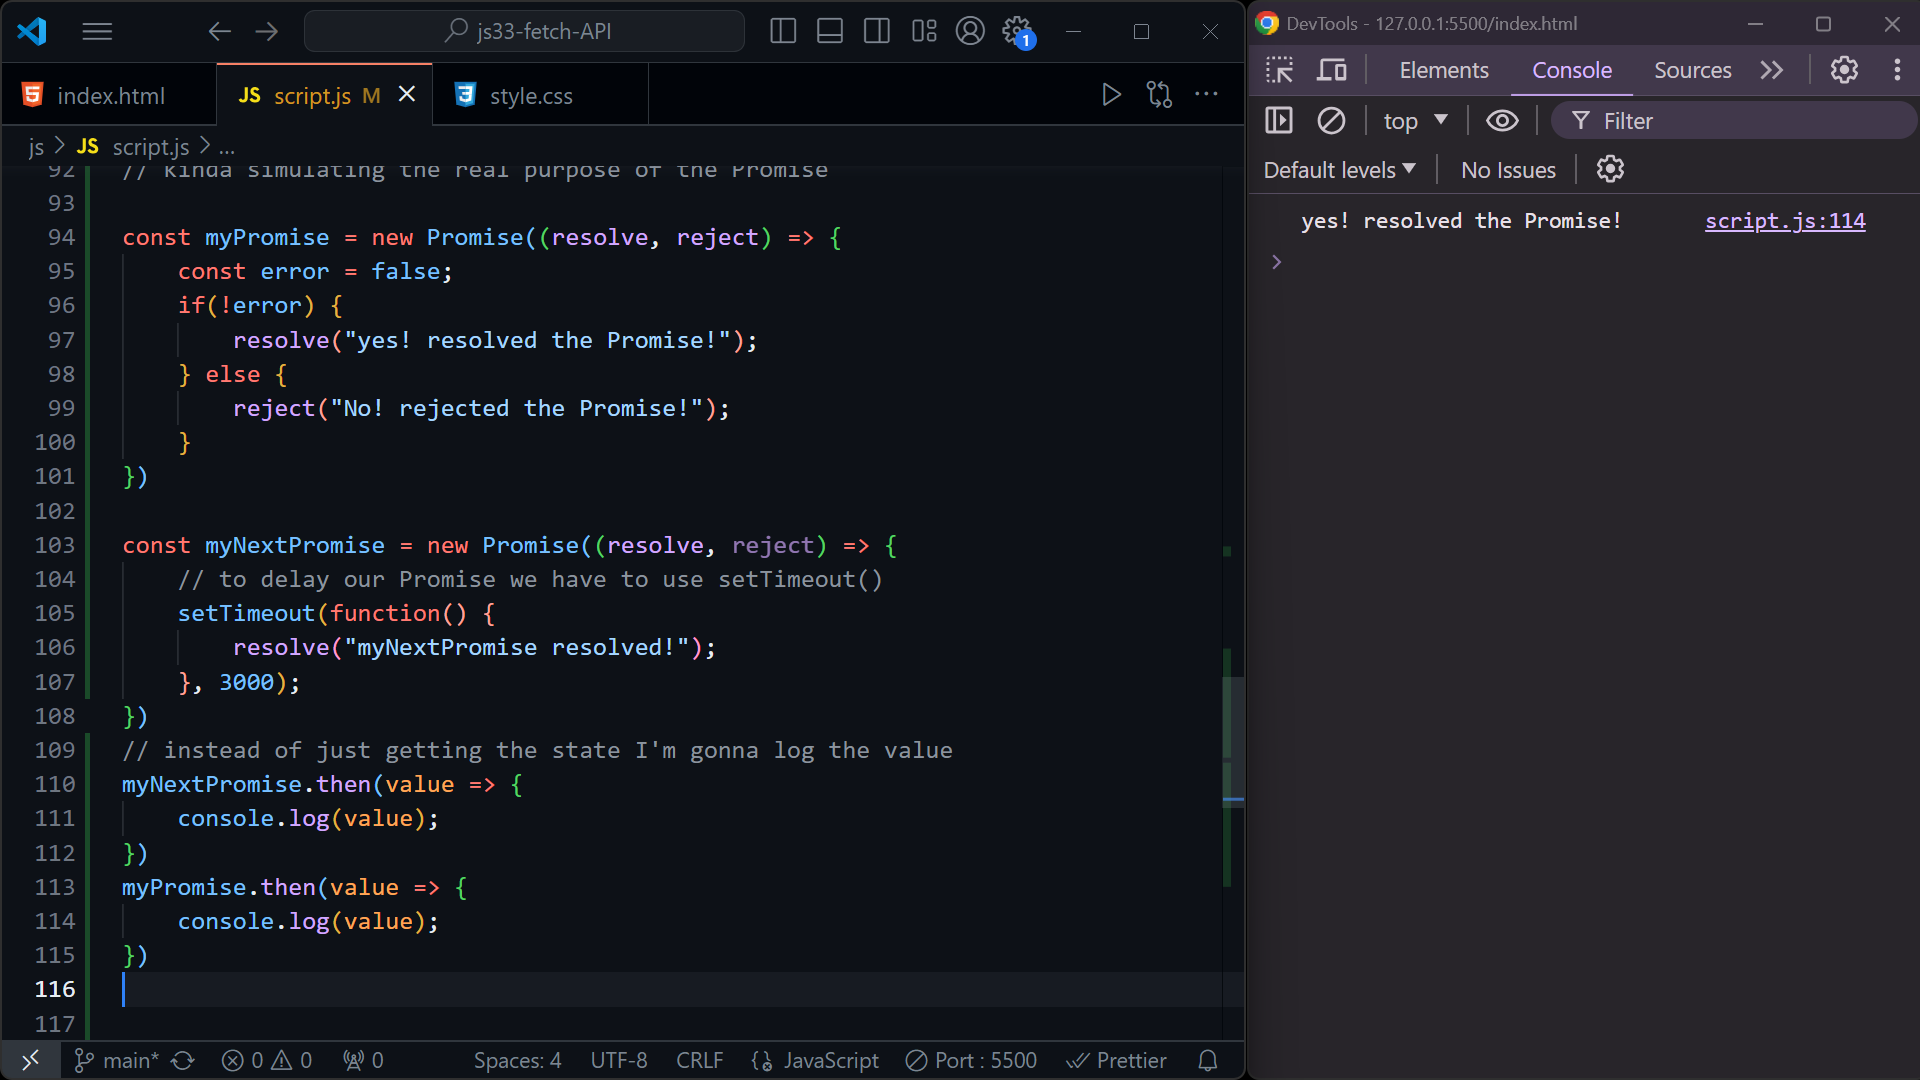 js33-fetch-API
1
index.html
JS script.js M
style.css
js > JS script.js > ...
92 // kinda simulating the real purpose of the Promise
93
94 const myPromise = new Promise((resolve, reject) => {
95 const error = false;
96 if(!error) {
97 resolve("yes! resolved the Promise!");
98 } else {
99 reject("No! rejected the Promise!");
100 }
101 })
102
103 const myNextPromise = new Promise((resolve, reject) => {
104 // to delay our Promise we have to use setTimeout()
105 setTimeout(function() {
106 resolve("myNextPromise resolved!");
107 }, 3000);
108 })
109 // instead of just getting the state I'm gonna log the value
110 myNextPromise.then(value => {
111 console.log(value);
112 })
113 myPromise.then(value => {
114 console.log(value);
115 })
116
117
main* 0 0 0 Spaces: 4 UTF-8 CRLF JavaScript Port : 5500 Prettier
DevTools - 127.0.0.1:5500/index.html
Elements Console Sources
top Filter
Default levels No Issues
yes! resolved the Promise! script.js:114